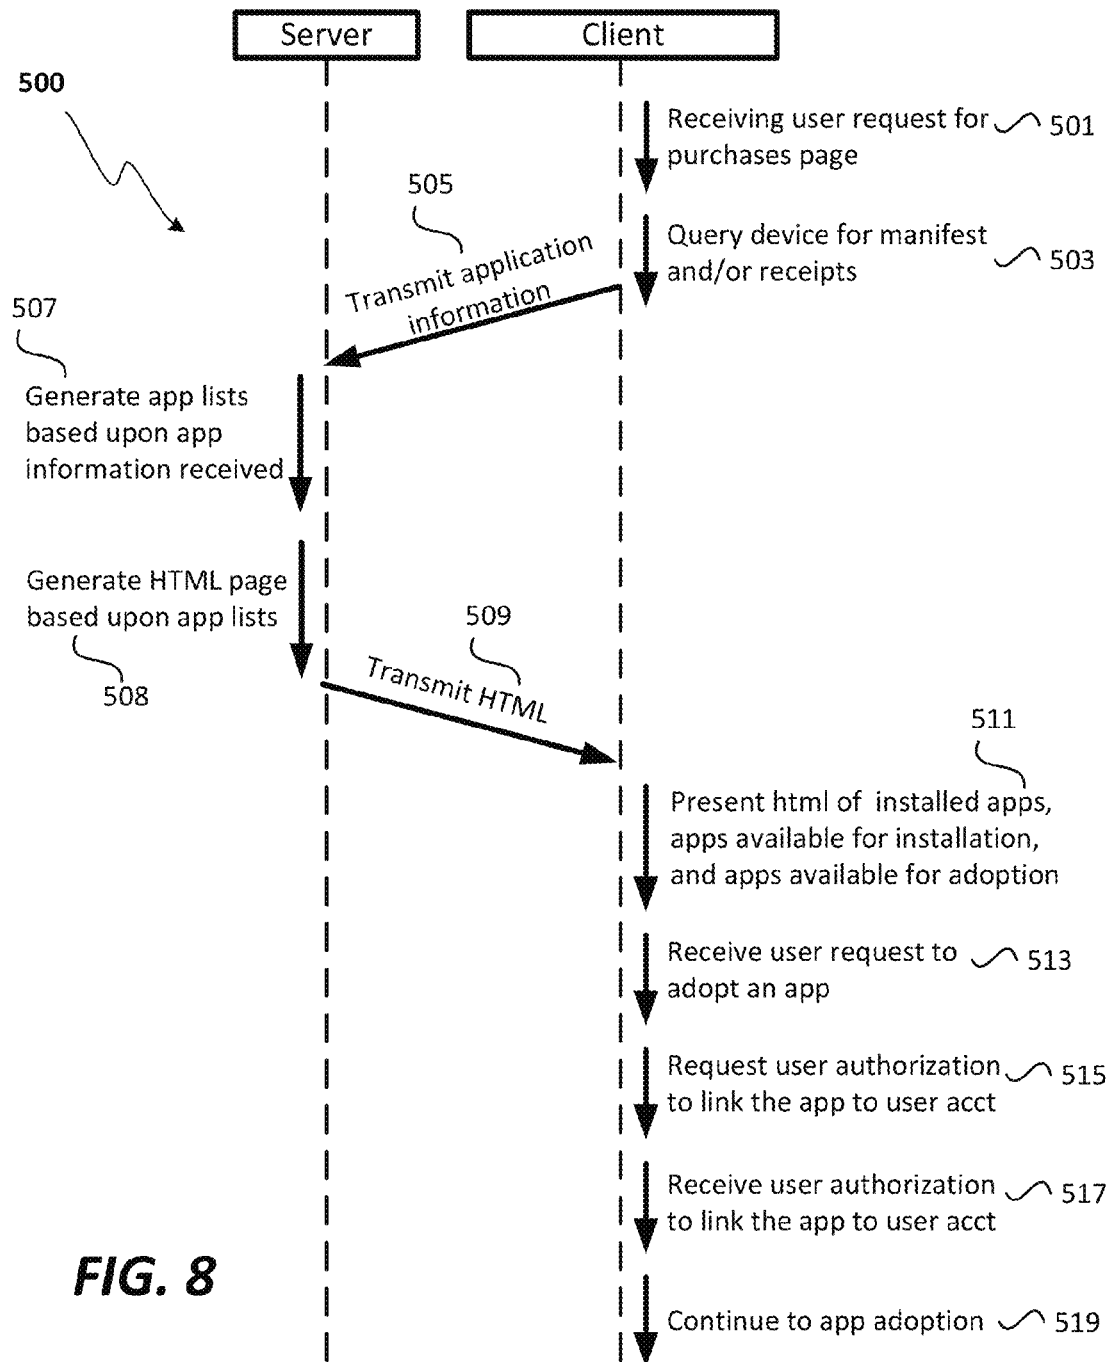 Server
Client
500
Receiving user request for
purchases page
501
505
Query device for manifest
and/or receipts
503
Transmit application
information
507
Generate app lists
based upon app
information received
Generate HTML page
based upon app lists
508
509
Transmit HTML
511
Present html of installed apps,
apps available for installation,
and apps available for adoption
Receive user request to
adopt an app
513
Request user authorization
to link the app to user acct
515
Receive user authorization
to link the app to user acct
517
FIG. 8
Continue to app adoption
519